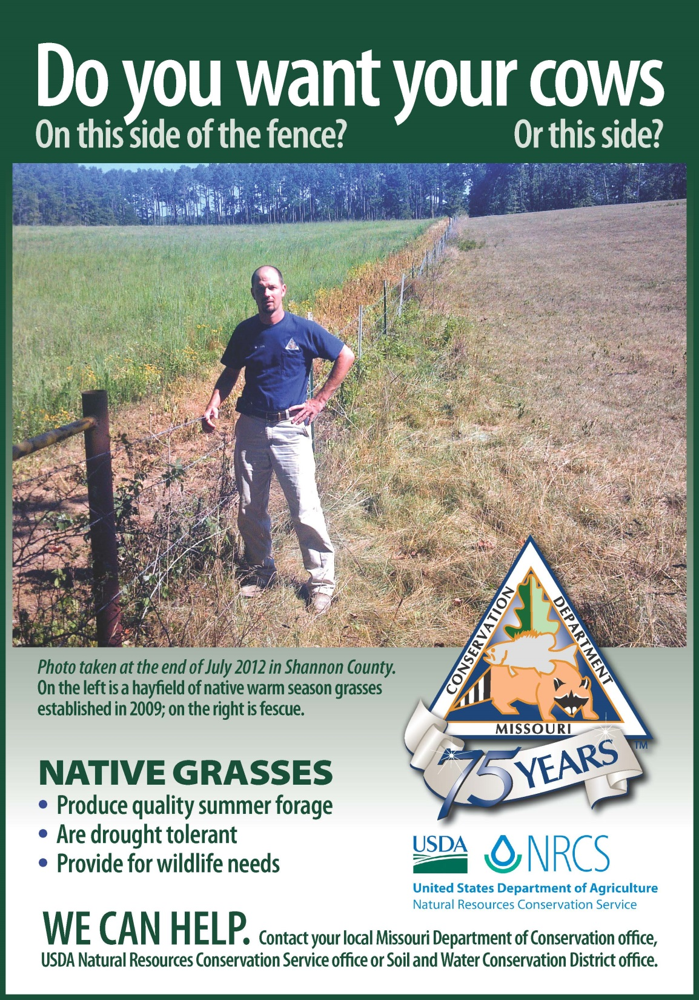 Do you want your cows
On this side of the fence? Or this side?
Photo taken at the end of July 2012 in Shannon County.
On the left is a hayfield of native warm season grasses
established in 2009; on the right is fescue.
CONSERVATION DEPARTMENT
MISSOURI
75 YEARS TM
NATIVE GRASSES
• Produce quality summer forage
• Are drought tolerant
• Provide for wildlife needs
USDA NRCS
United States Department of Agriculture
Natural Resources Conservation Service
WE CAN HELP. Contact your local Missouri Department of Conservation office,
USDA Natural Resources Conservation Service office or Soil and Water Conservation District office.